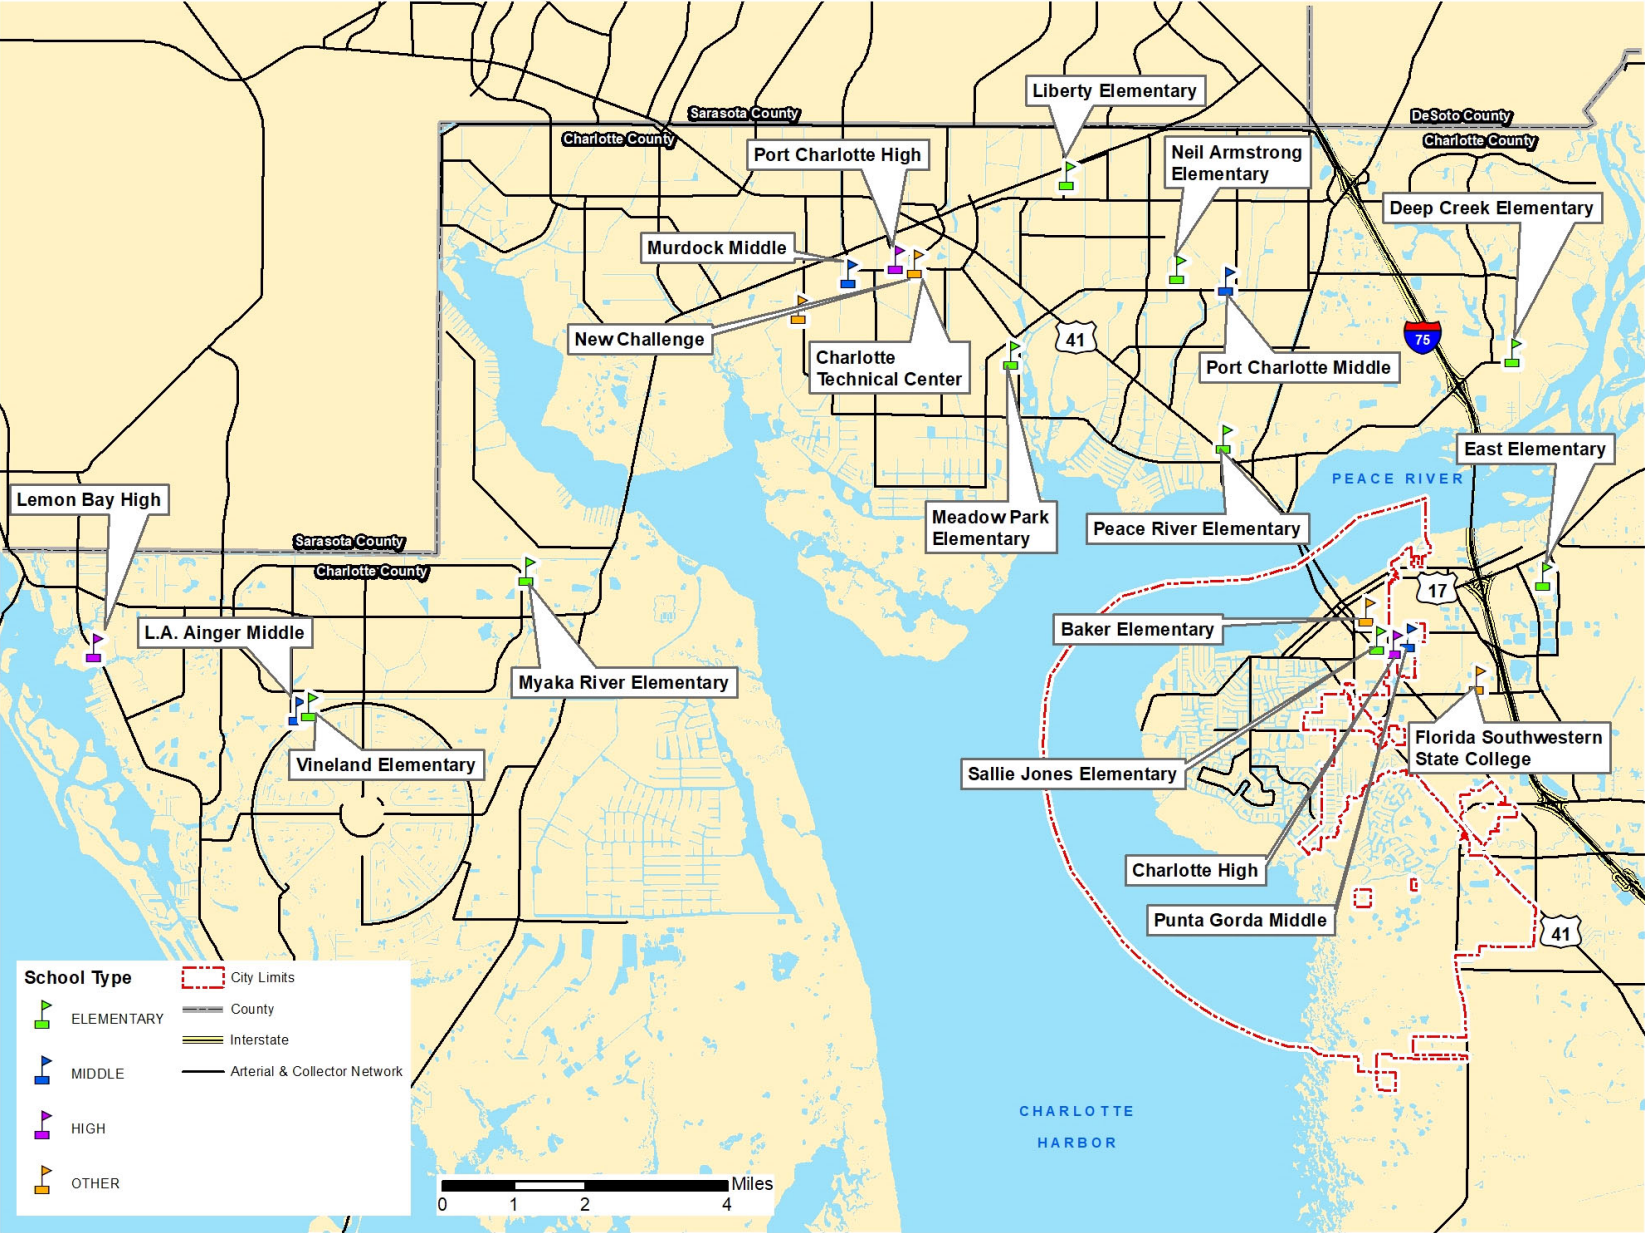 Liberty Elementary
Sarasota County
Charlotte County
DeSoto County
Charlotte County
Port Charlotte High
Neil Armstrong
Elementary
Deep Creek Elementary
Murdock Middle
New Challenge
Charlotte
Technical Center
41
75
Port Charlotte Middle
East Elementary
PEACE RIVER
Lemon Bay High
Meadow Park
Elementary
Peace River Elementary
Sarasota County
Charlotte County
17
L.A. Ainger Middle
Baker Elementary
Myaka River Elementary
Vineland Elementary
Florida Southwestern
State College
Sallie Jones Elementary
Charlotte High
Punta Gorda Middle
41
School Type
ELEMENTARY
MIDDLE
HIGH
OTHER
City Limits
County
Interstate
Arterial & Collector Network
CHARLOTTE
HARBOR
Miles
0 1 2 4